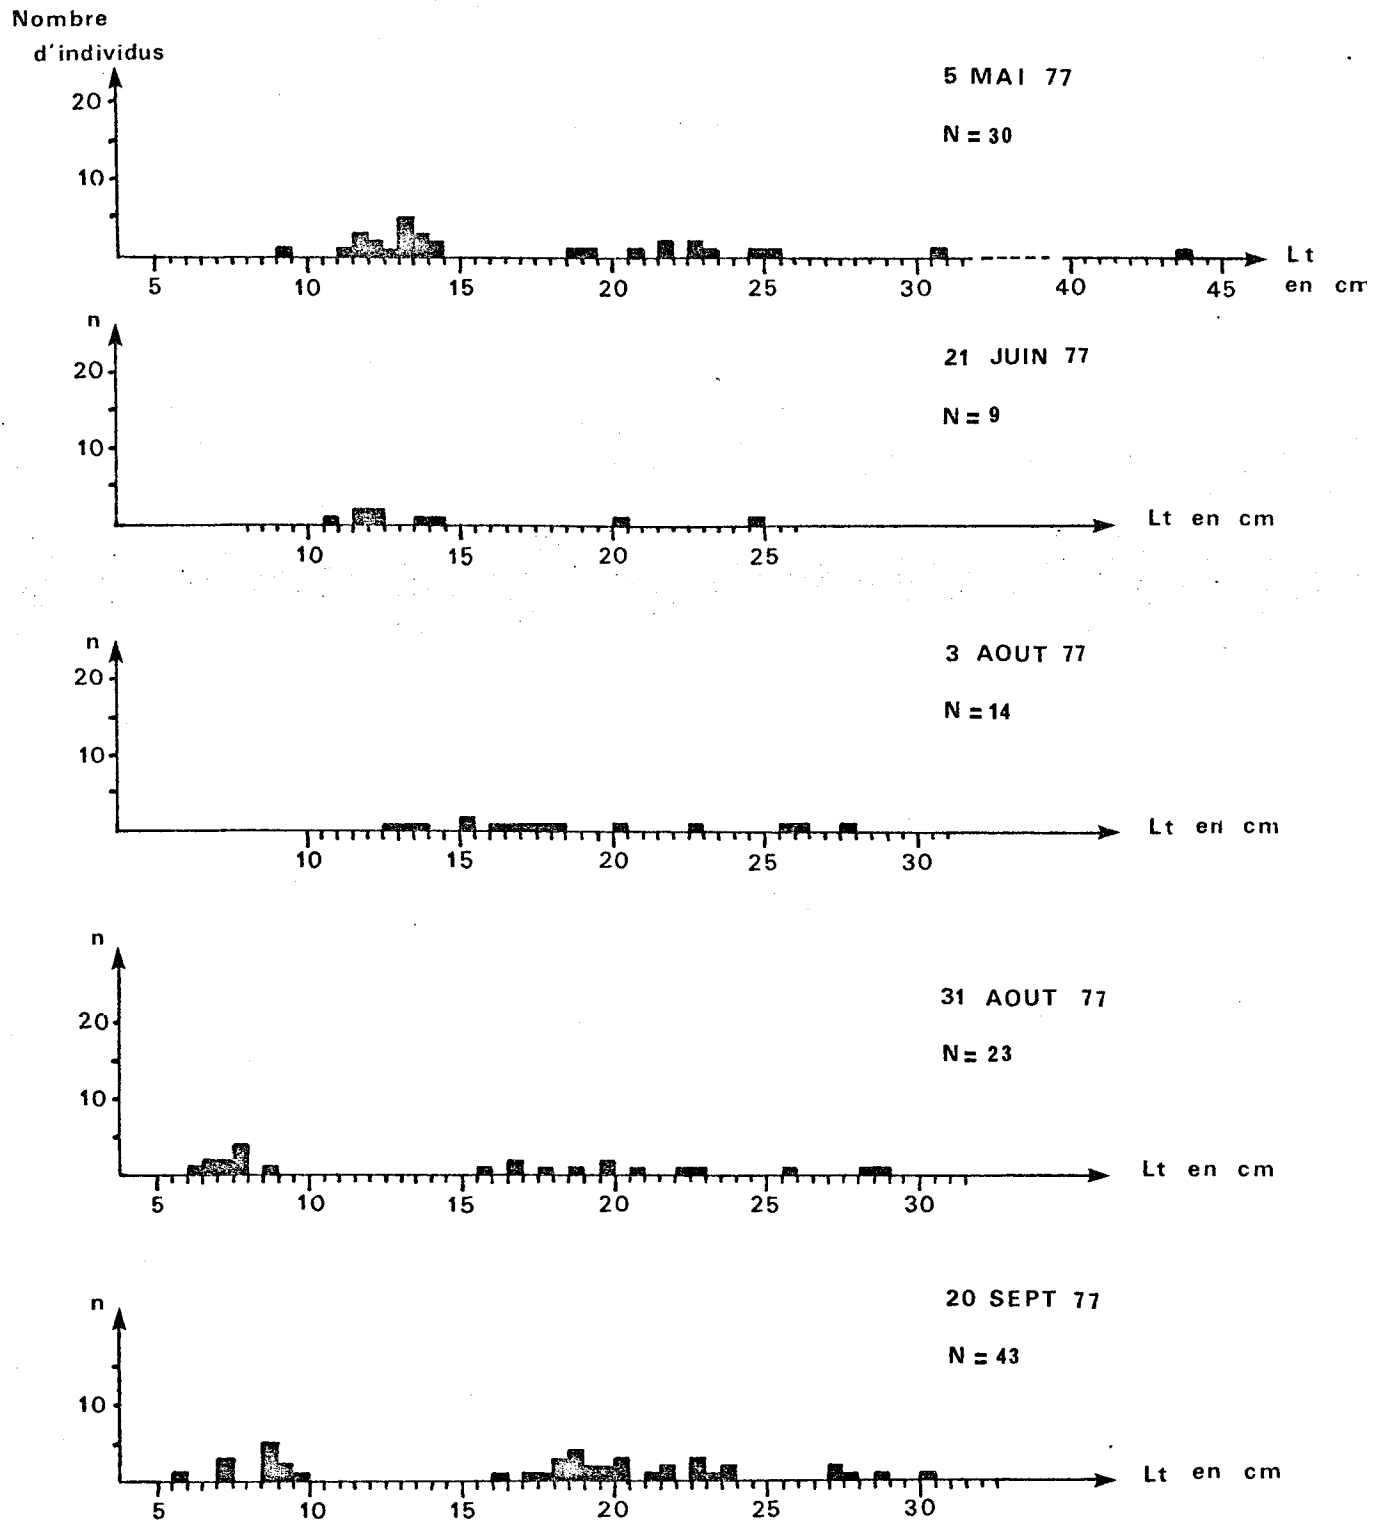 Nombre
d'individus
5 MAI 77
20
N = 30
10
Lt
5 10 15 20 25 30 40 45 en cm
n
21 JUIN 77
20
N = 9
10
Lt en cm
10 15 20 25
n
3 AOUT 77
20
N = 14
10
Lt en cm
10 15 20 25 30
n
31 AOUT 77
20
N = 23
10
Lt en cm
5 10 15 20 25 30
n
20 SEPT 77
N = 43
10
Lt en cm
5 10 15 20 25 30